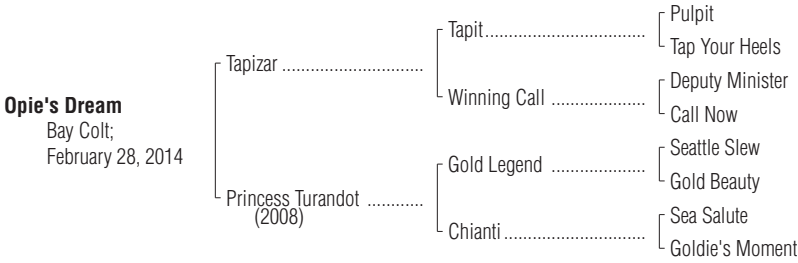 Pulpit
Tapit
Tap Your Heels
Tapizar
Deputy Minister
Winning Call
Call Now
Opie's Dream
Bay Colt;
February 28, 2014
Seattle Slew
Gold Legend
Gold Beauty
Princess Turandot
(2008)
Sea Salute
Chianti
Goldie's Moment